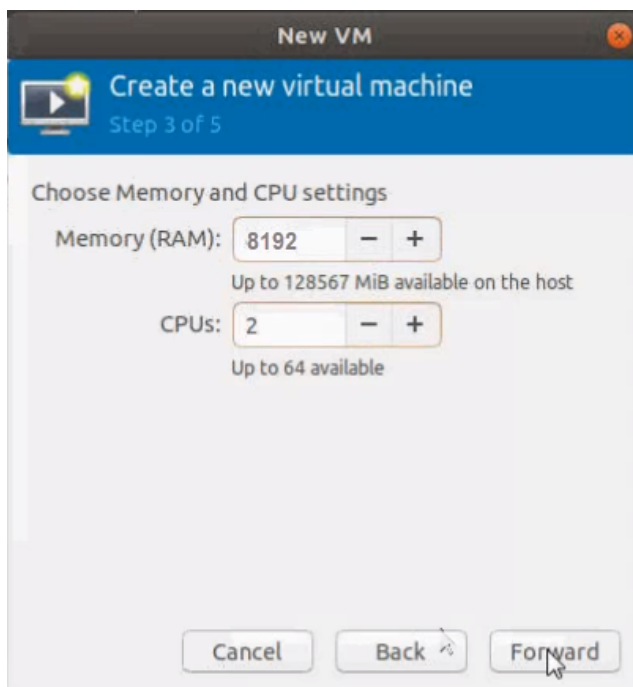 New VM
Create a new virtual machine
Step 3 of 5
Choose Memory and CPU settings
Memory (RAM): 8192 − +
Up to 128567 MiB available on the host
CPUs: 2 − +
Up to 64 available
Cancel Back Forward